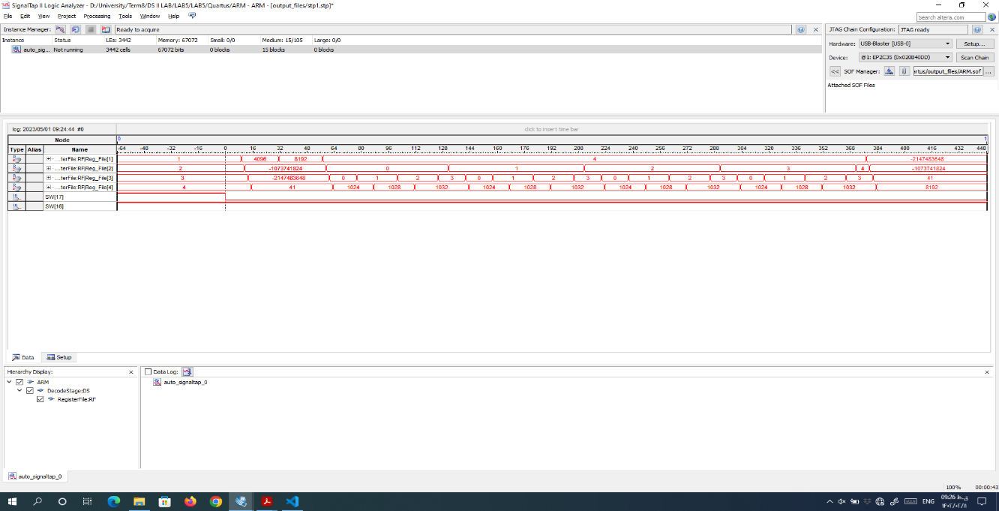 SignalTap II Logic Analyzer - D:/University/Term8/DS II LAB/LAB5/LAB5/Quartus/ARM - ARM - [output_files/stp1.stp]*
File Edit View Project Processing Tools Window Help
Search altera.com
Instance Manager: Ready to acquire
JTAG Chain Configuration: JTAG ready
Instance Status LEs: 3442 Memory: 67072 Small: 0/0 Medium: 15/105 Large: 0/0
auto_sig... Not running 3442 cells 67072 bits 0 blocks 15 blocks 0 blocks
Hardware: USB-Blaster [USB-0] Setup...
Device: @1: EP2C35 (0x020B40DD) Scan Chain
<< SOF Manager: rtus/output_files/ARM.sof ...
Attached SOF Files
log: 2023/05/01 09:24:44 #0 click to insert time bar
Node 0 1
Type Alias Name -64 -48 -32 -16 0 16 32 48 64 80 96 112 128 144 160 176 192 208 224 240 256 272 288 304 320 336 352 368 384 400 416 432 448
...terFile:RF|Reg_File[1] 1 4096 8192 4 -2147483648
...terFile:RF|Reg_File[2] 2 -1073741824 0 1 2 3 4 -1073741824
...terFile:RF|Reg_File[3] 3 -2147483648 0 1 2 3 0 1 2 3 0 1 2 3 0 1 2 3 41
...terFile:RF|Reg_File[4] 4 41 1024 1028 1032 1024 1028 1032 1024 1028 1032 1024 1028 1032 8192
SW[17]
SW[16]
Data Setup
Hierarchy Display: Data Log:
ARM auto_signaltap_0
DecodeStage:DS
RegisterFile:RF
auto_signaltap_0
100% 00:00:43
ENG 09:26 ق.ظ
۱۴۰۲/۰۲/۱۱